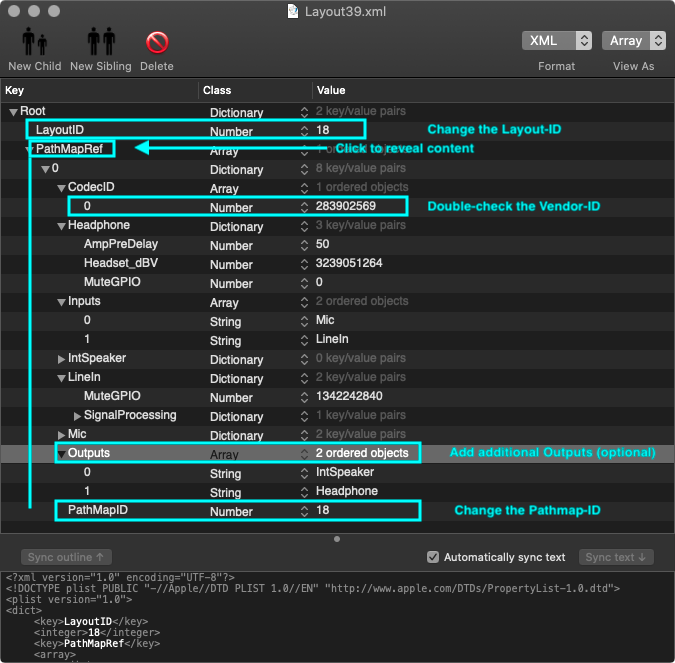 Layout39.xml
New Child New Sibling Delete XML Format Array View As
Key Class Value
Root Dictionary 2 key/value pairs
LayoutID Number 18 Change the Layout-ID
PathMapRef Array Click to reveal content
0 Dictionary 8 key/value pairs
CodecID Array 1 ordered objects
0 Number 283902569 Double-check the Vendor-ID
Headphone Dictionary 3 key/value pairs
AmpPreDelay Number 50
Headset_dBV Number 3239051264
MuteGPIO Number 0
Inputs Array 2 ordered objects
0 String Mic
1 String LineIn
IntSpeaker Dictionary 0 key/value pairs
LineIn Dictionary 2 key/value pairs
MuteGPIO Number 1342242840
SignalProcessing Dictionary 1 key/value pairs
Mic Dictionary 2 key/value pairs
Outputs Array 2 ordered objects Add additional Outputs (optional)
0 String IntSpeaker
1 String Headphone
PathMapID Number 18 Change the Pathmap-ID
Sync outline ↑ Automatically sync text Sync text ↓
<?xml version="1.0" encoding="UTF-8"?>
<!DOCTYPE plist PUBLIC "-//Apple//DTD PLIST 1.0//EN" "http://www.apple.com/DTDs/PropertyList-1.0.dtd">
<plist version="1.0">
<dict>
<key>LayoutID</key>
<integer>18</integer>
<key>PathMapRef</key>
<array>